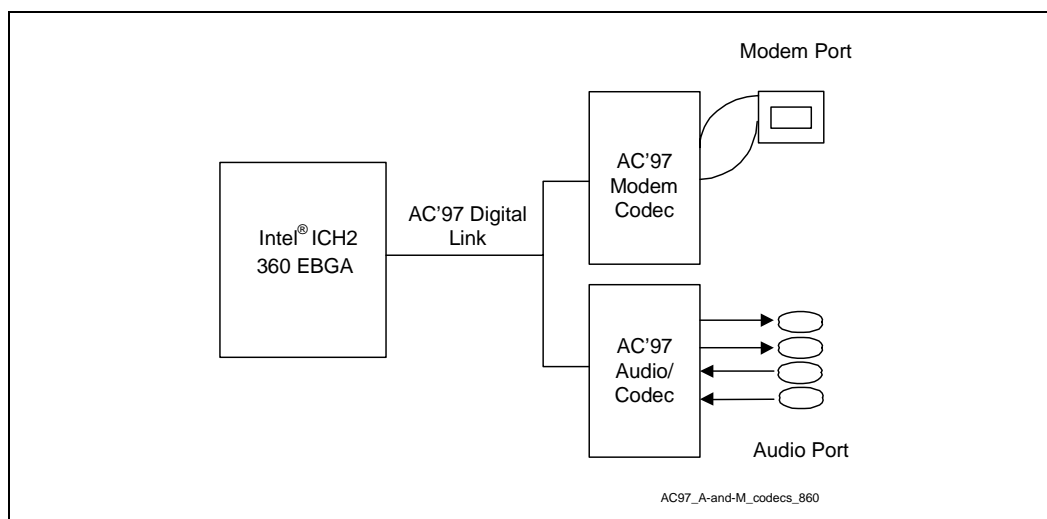 Modem Port
AC'97
Modem
Codec
AC'97 Digital
Link
Intel® ICH2
360 EBGA
AC'97
Audio/
Codec
Audio Port
AC97_A-and-M_codecs_860